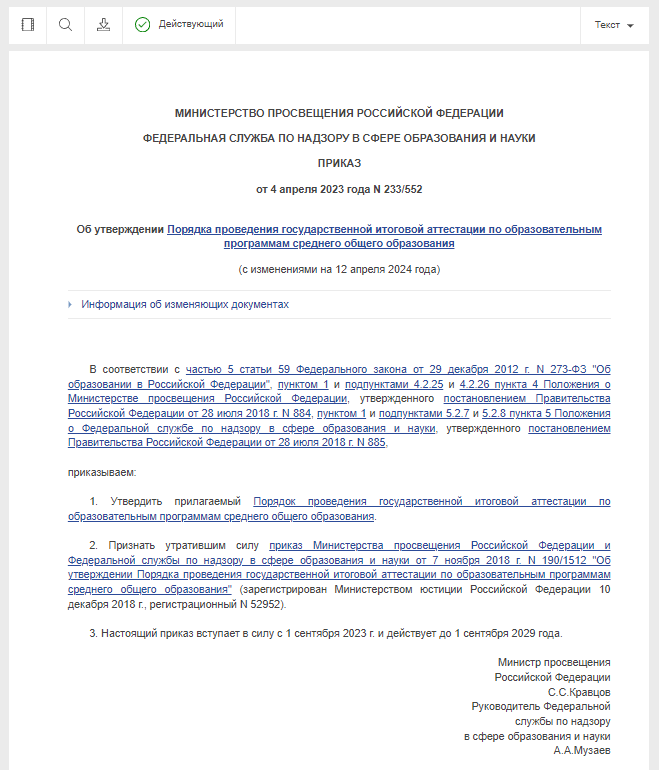 Действующий
Текст
МИНИСТЕРСТВО ПРОСВЕЩЕНИЯ РОССИЙСКОЙ ФЕДЕРАЦИИ
ФЕДЕРАЛЬНАЯ СЛУЖБА ПО НАДЗОРУ В СФЕРЕ ОБРАЗОВАНИЯ И НАУКИ
ПРИКАЗ
от 4 апреля 2023 года N 233/552
Об утверждении Порядка проведения государственной итоговой аттестации по образовательным
программам среднего общего образования
(с изменениями на 12 апреля 2024 года)
Информация об изменяющих документах
В соответствии с частью 5 статьи 59 Федерального закона от 29 декабря 2012 г. N 273-ФЗ "Об
образовании в Российской Федерации", пунктом 1 и подпунктами 4.2.25 и 4.2.26 пункта 4 Положения о
Министерстве просвещения Российской Федерации, утвержденного постановлением Правительства
Российской Федерации от 28 июля 2018 г. N 884, пунктом 1 и подпунктами 5.2.7 и 5.2.8 пункта 5 Положения
о Федеральной службе по надзору в сфере образования и науки, утвержденного постановлением
Правительства Российской Федерации от 28 июля 2018 г. N 885,
приказываем:
1. Утвердить прилагаемый Порядок проведения государственной итоговой аттестации по
образовательным программам среднего общего образования.
2. Признать утратившим силу приказ Министерства просвещения Российской Федерации и
Федеральной службы по надзору в сфере образования и науки от 7 ноября 2018 г. N 190/1512 "Об
утверждении Порядка проведения государственной итоговой аттестации по образовательным программам
среднего общего образования" (зарегистрирован Министерством юстиции Российской Федерации 10
декабря 2018 г., регистрационный N 52952).
3. Настоящий приказ вступает в силу с 1 сентября 2023 г. и действует до 1 сентября 2029 года.
Министр просвещения
Российской Федерации
С.С.Кравцов
Руководитель Федеральной
службы по надзору
в сфере образования и науки
А.А.Музаев